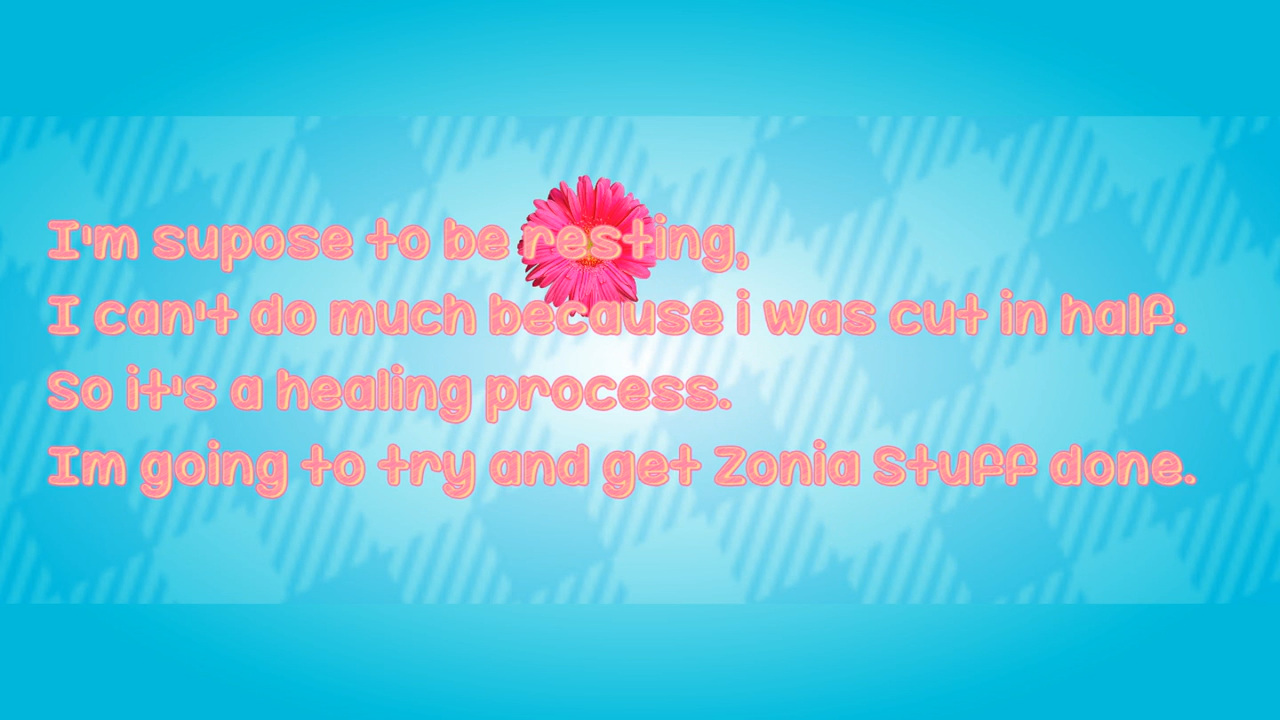 I'm supose to be resting,
I can't do much because i was cut in half.
So it's a healing process.
Im going to try and get Zonia Stuff done.